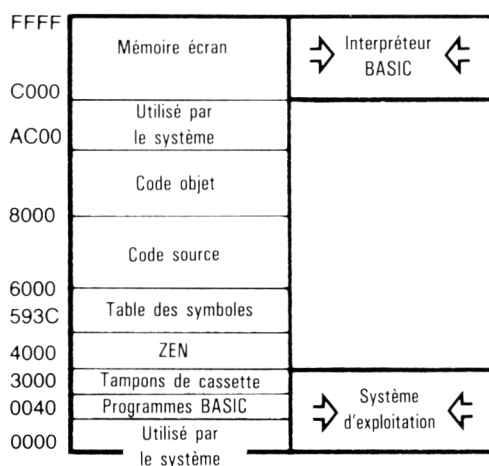 FFFF
Mémoire écran
Interpréteur
BASIC
C000
Utilisé par
le système
AC00
Code objet
8000
Code source
6000
Table des symboles
593C
ZEN
4000
Tampons de cassette
3000
Programmes BASIC
0040
Utilisé par
le système
0000
Système
d'exploitation